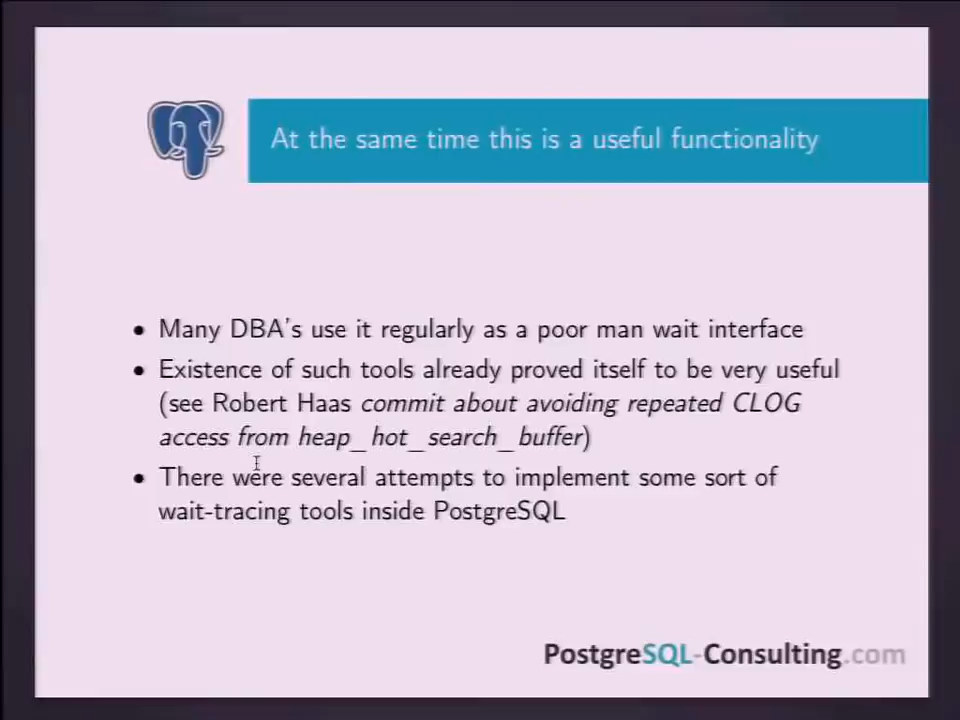 At the same time this is a useful functionality
• Many DBA's use it regularly as a poor man wait interface
• Existence of such tools already proved itself to be very useful
(see Robert Haas commit about avoiding repeated CLOG
access from heap_hot_search_buffer)
• There were several attempts to implement some sort of
wait-tracing tools inside PostgreSQL
PostgreSQL-Consulting.com